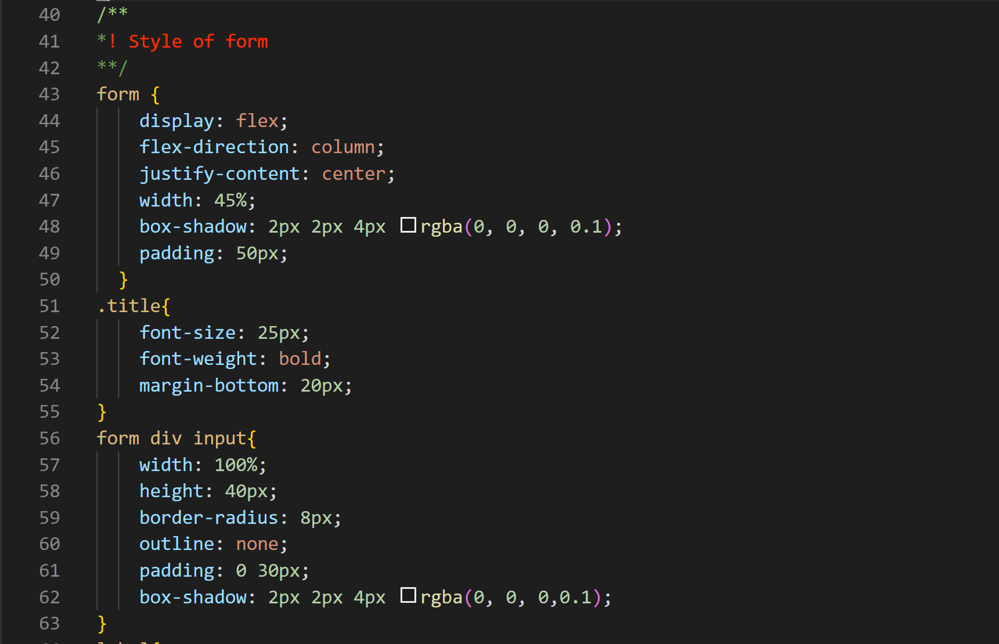 40 /**
41 *! Style of form
42 **/
43 form {
44     display: flex;
45     flex-direction: column;
46     justify-content: center;
47     width: 45%;
48     box-shadow: 2px 2px 4px rgba(0, 0, 0, 0.1);
49     padding: 50px;
50   }
51 .title{
52     font-size: 25px;
53     font-weight: bold;
54     margin-bottom: 20px;
55 }
56 form div input{
57     width: 100%;
58     height: 40px;
59     border-radius: 8px;
60     outline: none;
61     padding: 0 30px;
62     box-shadow: 2px 2px 4px rgba(0, 0, 0,0.1);
63 }